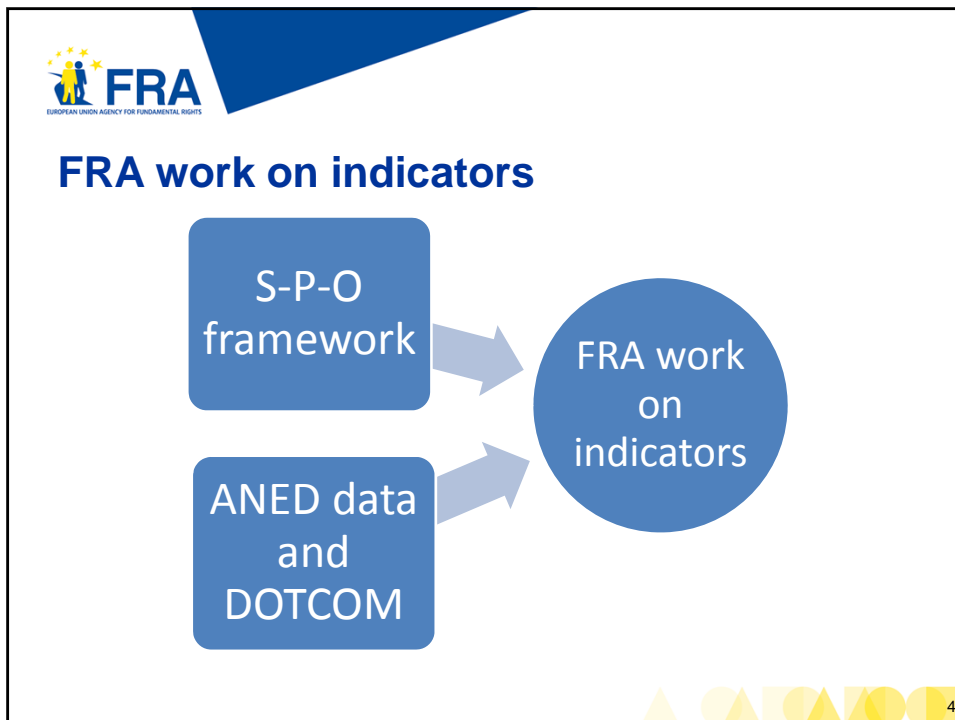 FRA
EUROPEAN UNION AGENCY FOR FUNDAMENTAL RIGHTS
FRA work on indicators
S-P-O
framework
ANED data
and
DOTCOM
FRA work
on
indicators
4